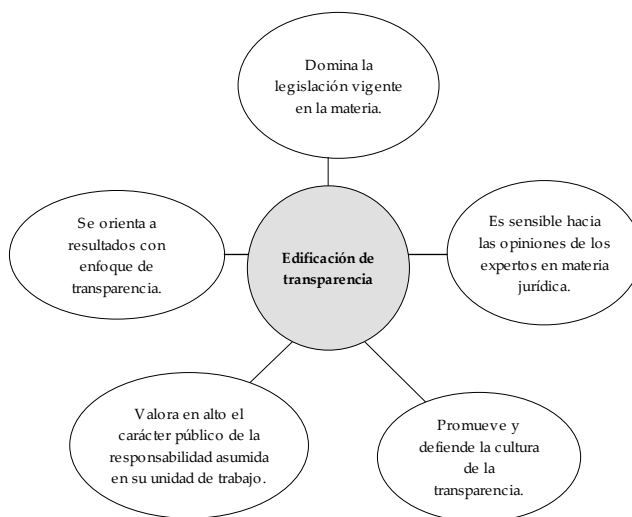 Domina la
legislación vigente
en la materia.
Se orienta a
resultados con
enfoque de
transparencia.
Edificación de
transparencia
Es sensible hacia
las opiniones de los
expertos en materia
jurídica.
Valora en alto el
carácter público de la
responsabilidad asumida
en su unidad de trabajo.
Promueve y
defiende la cultura
de la
transparencia.